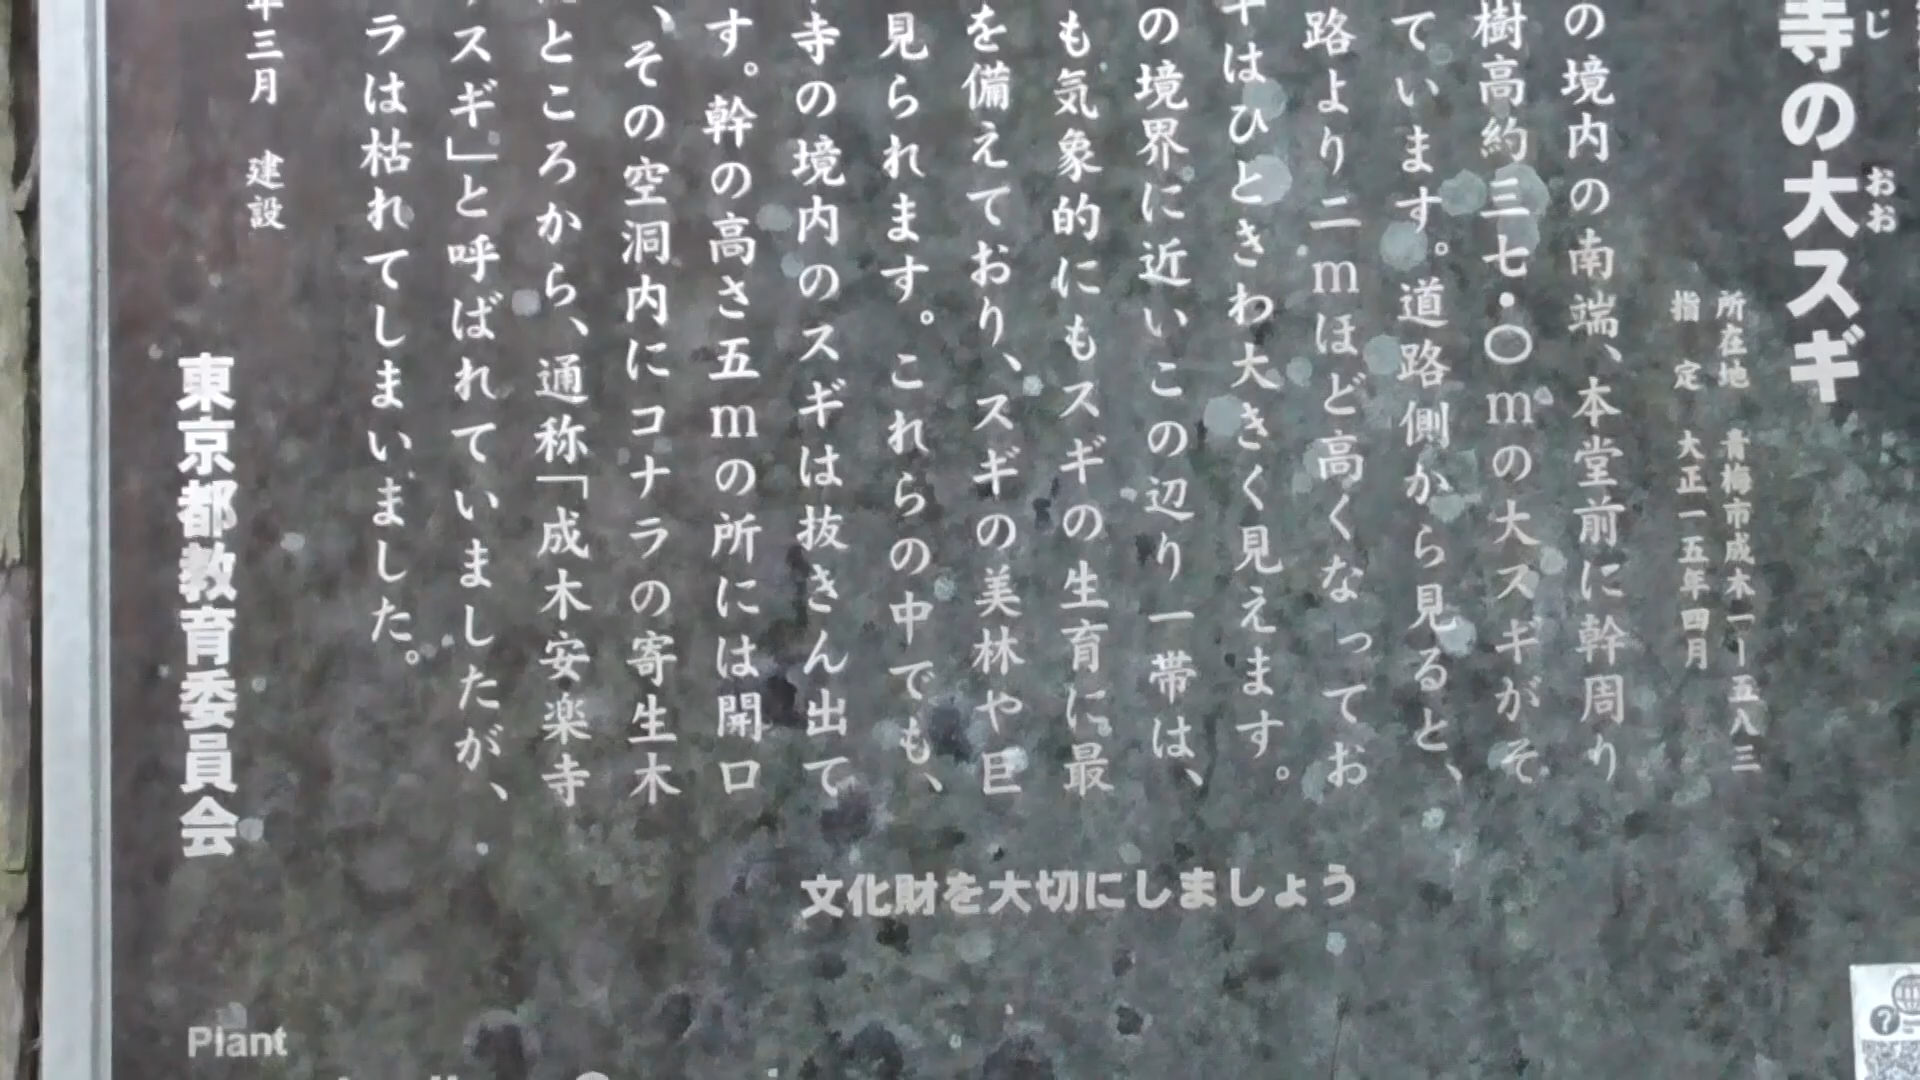 寺の大スギ
じ
おお
所在地 青梅市成木一ー五八三
指 定 大正一五年四月
の境内の南端、本堂前に幹周り
樹高約三七・〇mの大スギがそ
ています。道路側から見ると、
路より二mほど高くなってお
ギはひときわ大きく見えます。
の境界に近いこの辺り一帯は、
も気象的にもスギの生育に最
を備えており、スギの美林や巨
見られます。これらの中でも、
寺の境内のスギは抜きん出て
す。幹の高さ五mの所には開口
、その空洞内にコナラの寄生木
ところから、通称「成木安楽寺
スギ」と呼ばれていましたが、
ラは枯れてしまいました。
年三月 建設
東京都教育委員会
文化財を大切にしましょう
Plant